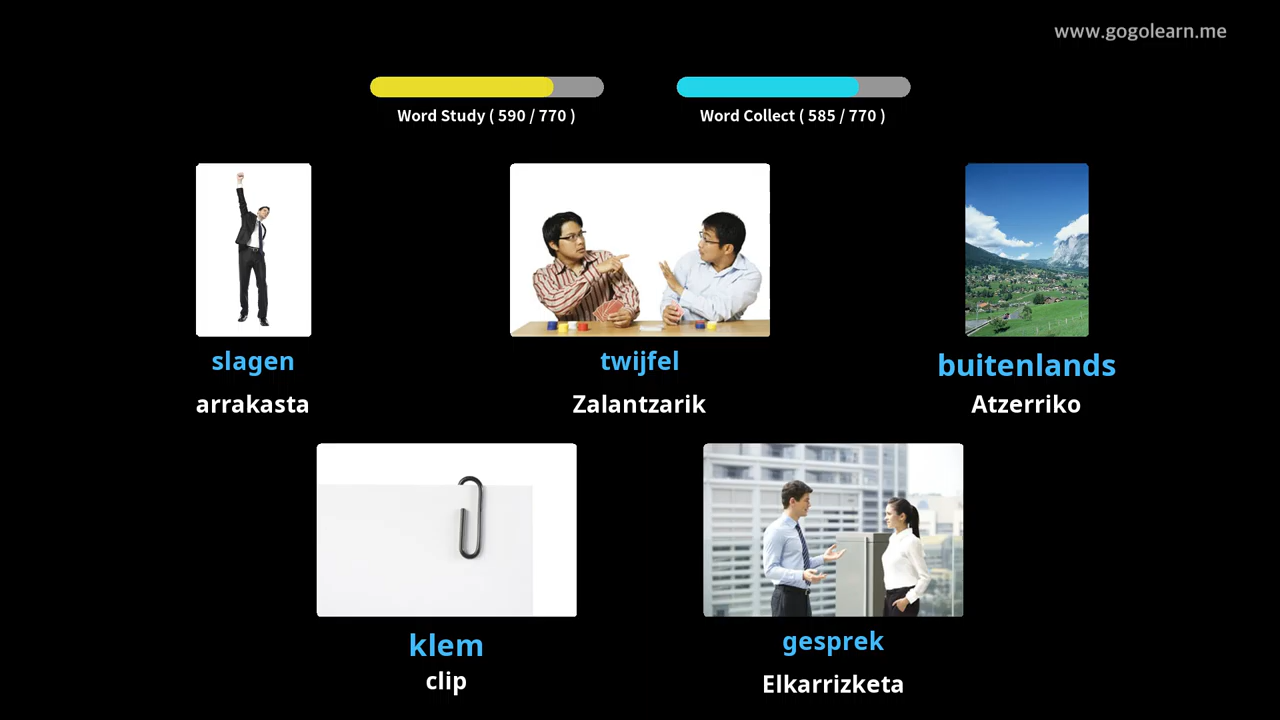 www.gogolearn.me
Word Study ( 590 / 770 )
Word Collect ( 585 / 770 )
slagen
arrakasta
twijfel
Zalantzarik
buitenlands
Atzerriko
klem
clip
gesprek
Elkarrizketa